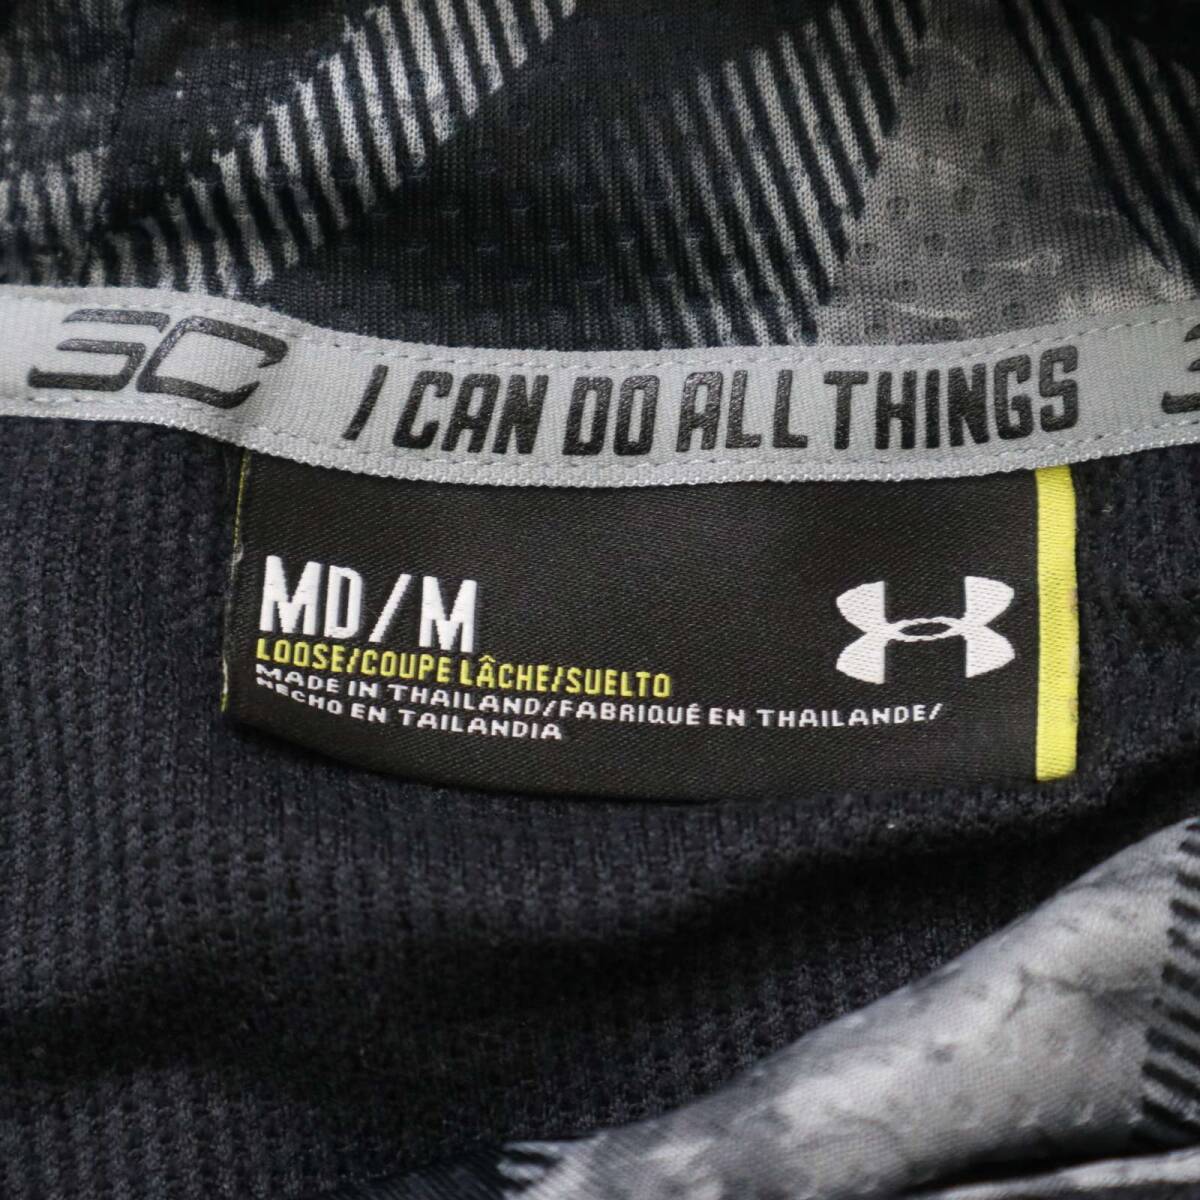 SC I CAN DO ALL THINGS
MD/M
LOOSE/COUPE LÂCHE/SUELTO
MADE IN THAILAND/FABRIQUÉ EN THAILANDE/
HECHO EN TAILANDIA